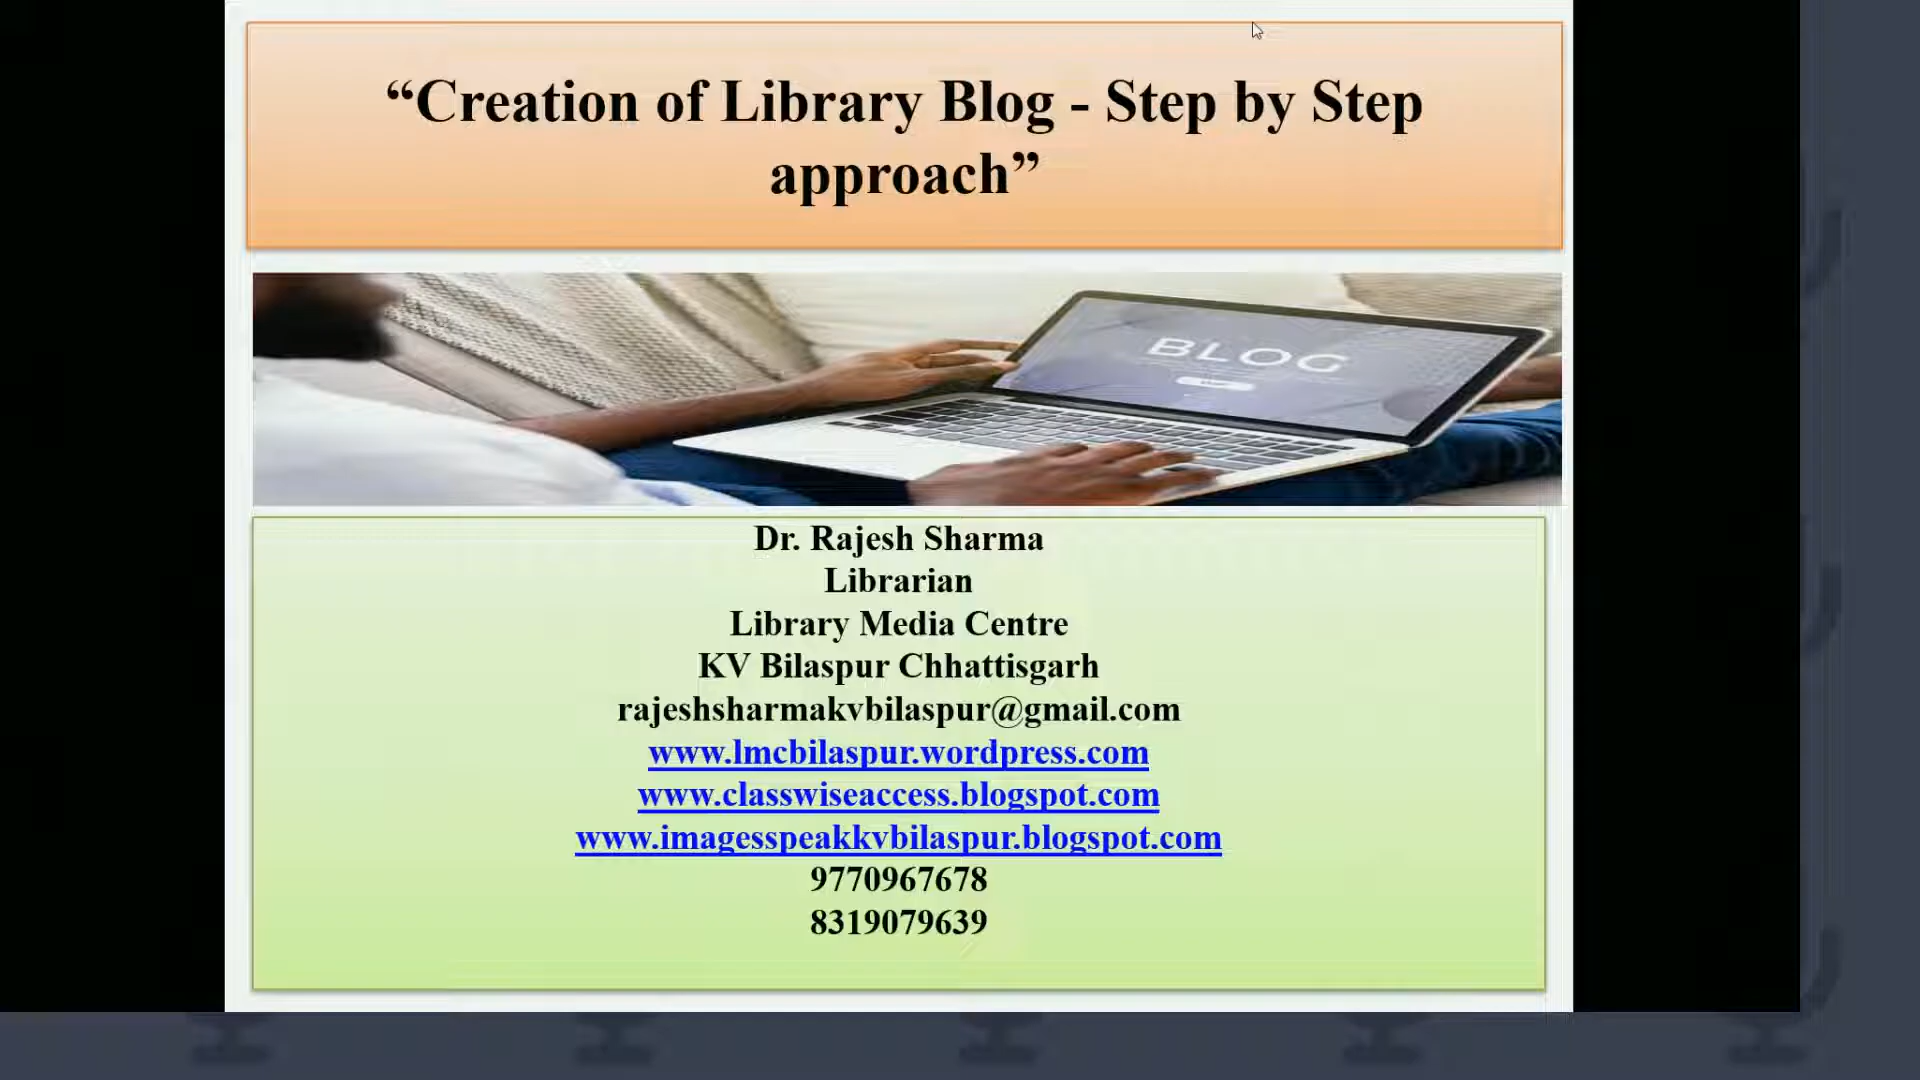 “Creation of Library Blog - Step by Step
approach”
BLOG
Dr. Rajesh Sharma
Librarian
Library Media Centre
KV Bilaspur Chhattisgarh
rajeshsharmakvbilaspur@gmail.com
www.lmcbilaspur.wordpress.com
www.classwiseaccess.blogspot.com
www.imagesspeakkvbilaspur.blogspot.com
9770967678
8319079639